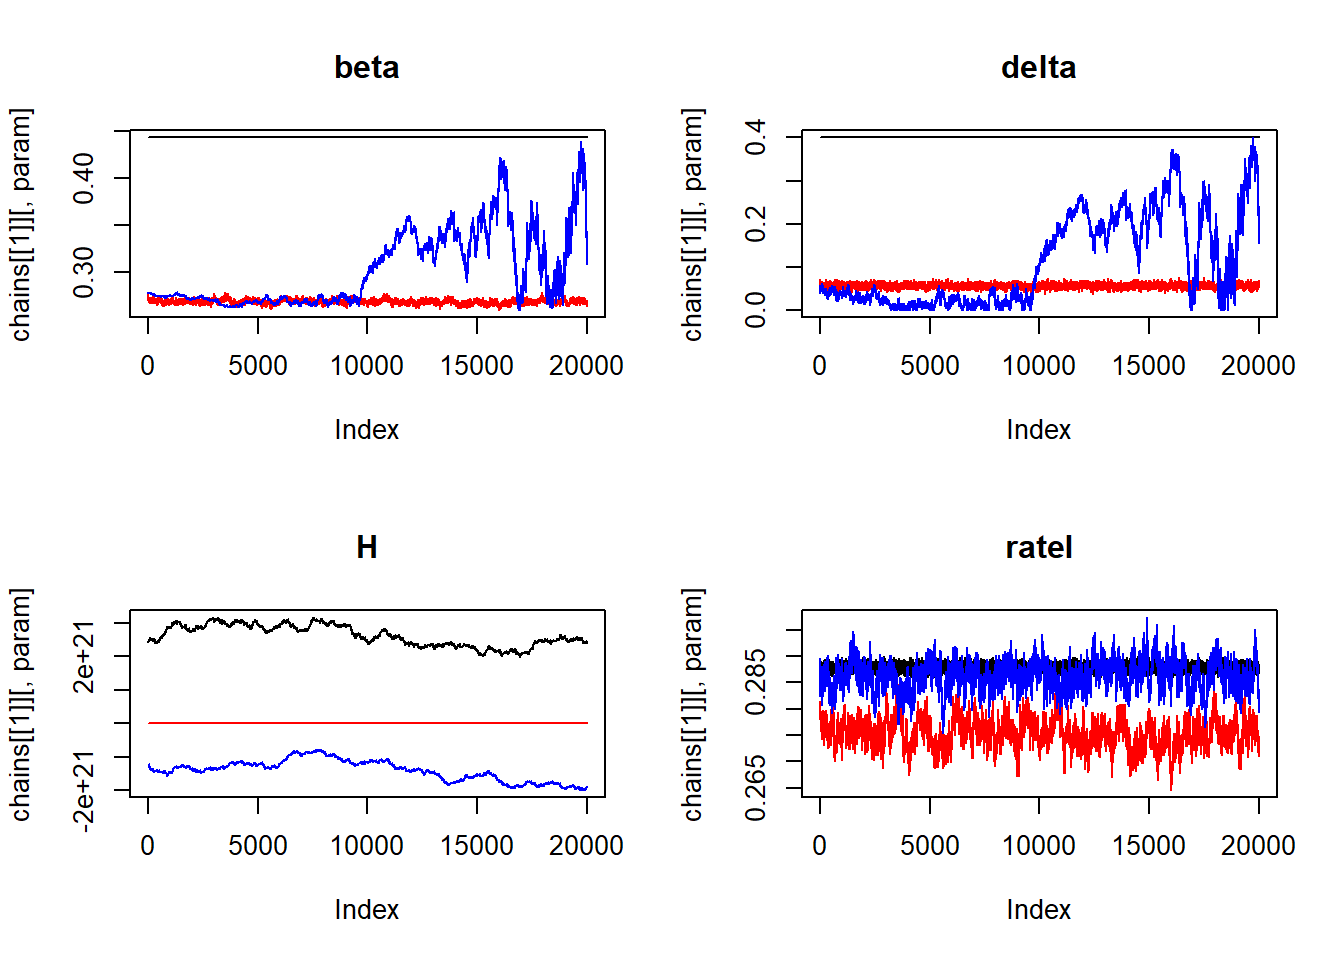 beta
chains[[1]][, param]
0.30 0.40
0 5000 10000 15000 20000
Index
delta
chains[[1]][, param]
0.0 0.2 0.4
0 5000 10000 15000 20000
Index
H
chains[[1]][, param]
-2e+21 2e+21
0 5000 10000 15000 20000
Index
rateI
chains[[1]][, param]
0.265 0.285
0 5000 10000 15000 20000
Index